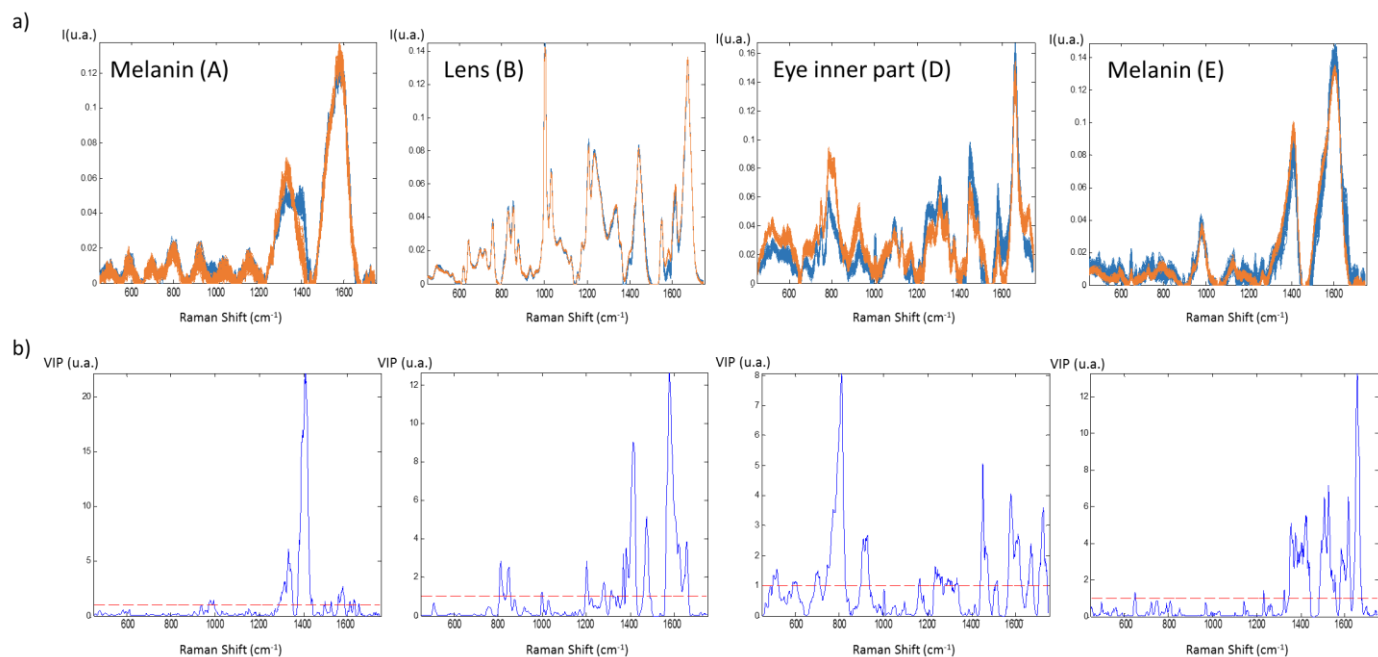 a)
I(u.a.) I(u.a.) I(u.a.) I(u.a.)
Melanin (A) Lens (B) Eye inner part (D) Melanin (E)
0.12 0.1 0.08 0.06 0.04 0.02 0
600 800 1000 1200 1400 1600
Raman Shift (cm⁻¹)
0.14 0.12 0.1 0.08 0.06 0.04 0.02 0
600 800 1000 1200 1400 1600
Raman Shift (cm⁻¹)
0.16 0.14 0.12 0.1 0.08 0.06 0.04 0.02 0
600 800 1000 1200 1400 1600
Raman Shift (cm⁻¹)
0.14 0.12 0.1 0.08 0.06 0.04 0.02 0
600 800 1000 1200 1400 1600
Raman Shift (cm⁻¹)
b)
VIP (u.a.) VIP (u.a.) VIP (u.a.) VIP (u.a.)
20 15 10 5 0
600 800 1000 1200 1400 1600
Raman Shift (cm⁻¹)
12 10 8 6 4 2 0
600 800 1000 1200 1400 1600
Raman Shift (cm⁻¹)
8 7 6 5 4 3 2 1 0
600 800 1000 1200 1400 1600
Raman Shift (cm⁻¹)
12 10 8 6 4 2 0
600 800 1000 1200 1400 1600
Raman Shift (cm⁻¹)